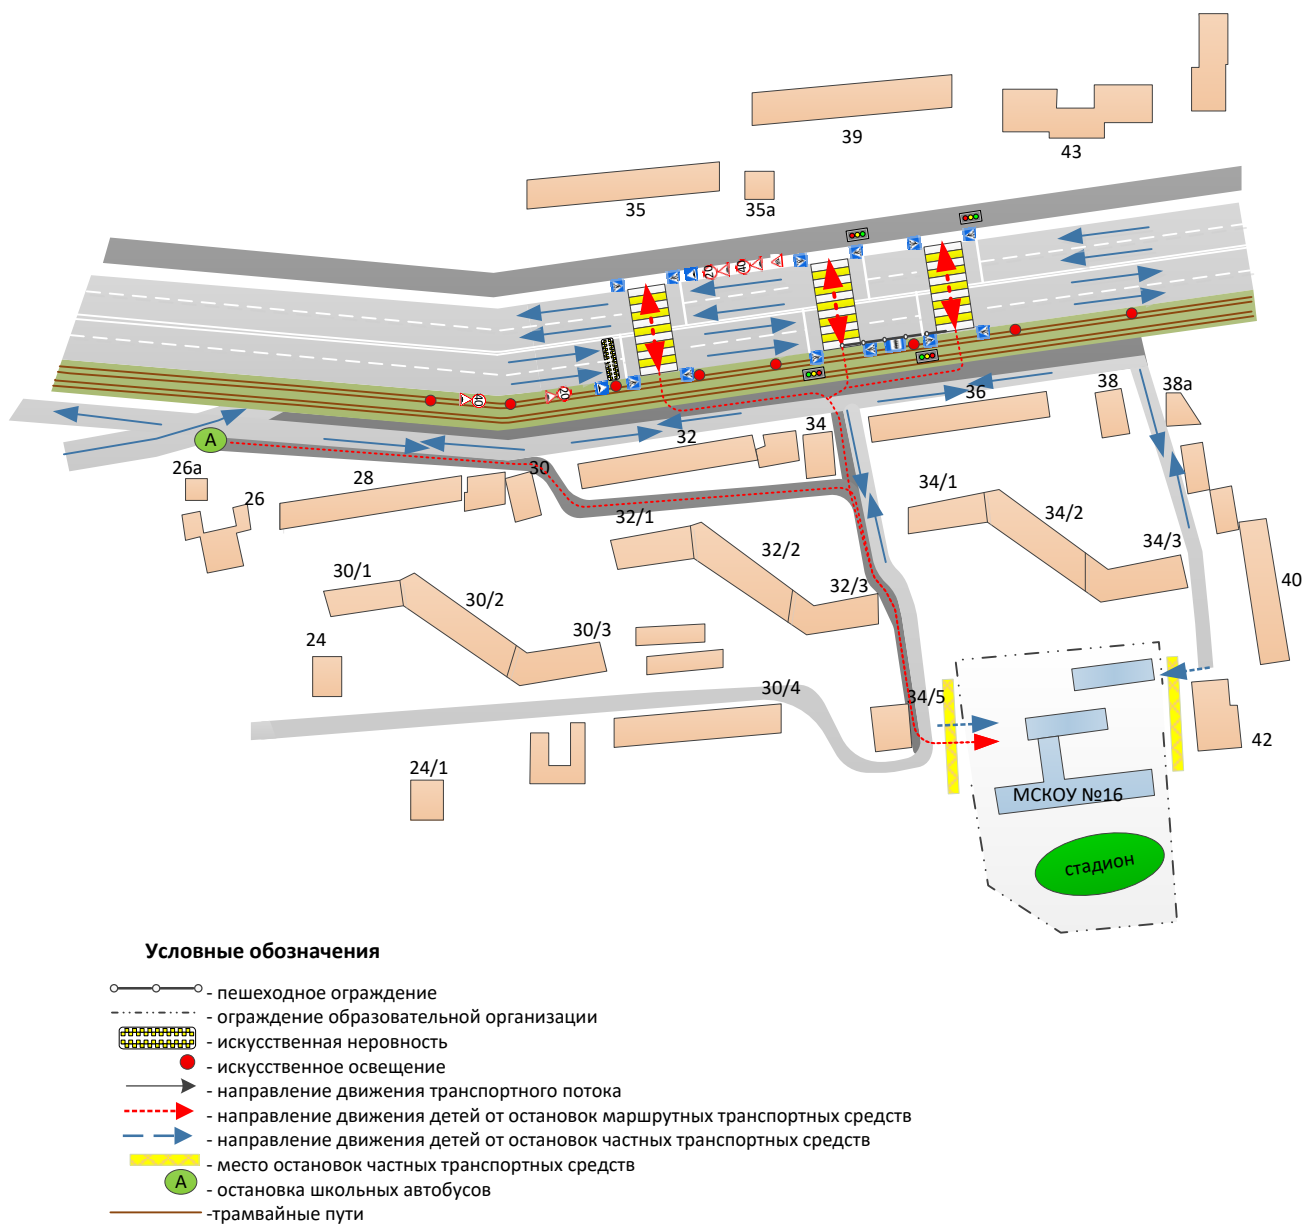 39
43
35
35а
20
40
40
20
А
26а
26
28
30
32
34
36
38
38а
32/1
34/1
34/2
32/2
34/3
30/1
30/2
32/3
40
30/3
24
30/4
34/5
42
24/1
МСКОУ №16
стадион
Условные обозначения
- пешеходное ограждение
- ограждение образовательной организации
- искусственная неровность
- искусственное освещение
- направление движения транспортного потока
- направление движения детей от остановок маршрутных транспортных средств
- направление движения детей от остановок частных транспортных средств
- место остановок частных транспортных средств
А
- остановка школьных автобусов
-трамвайные пути